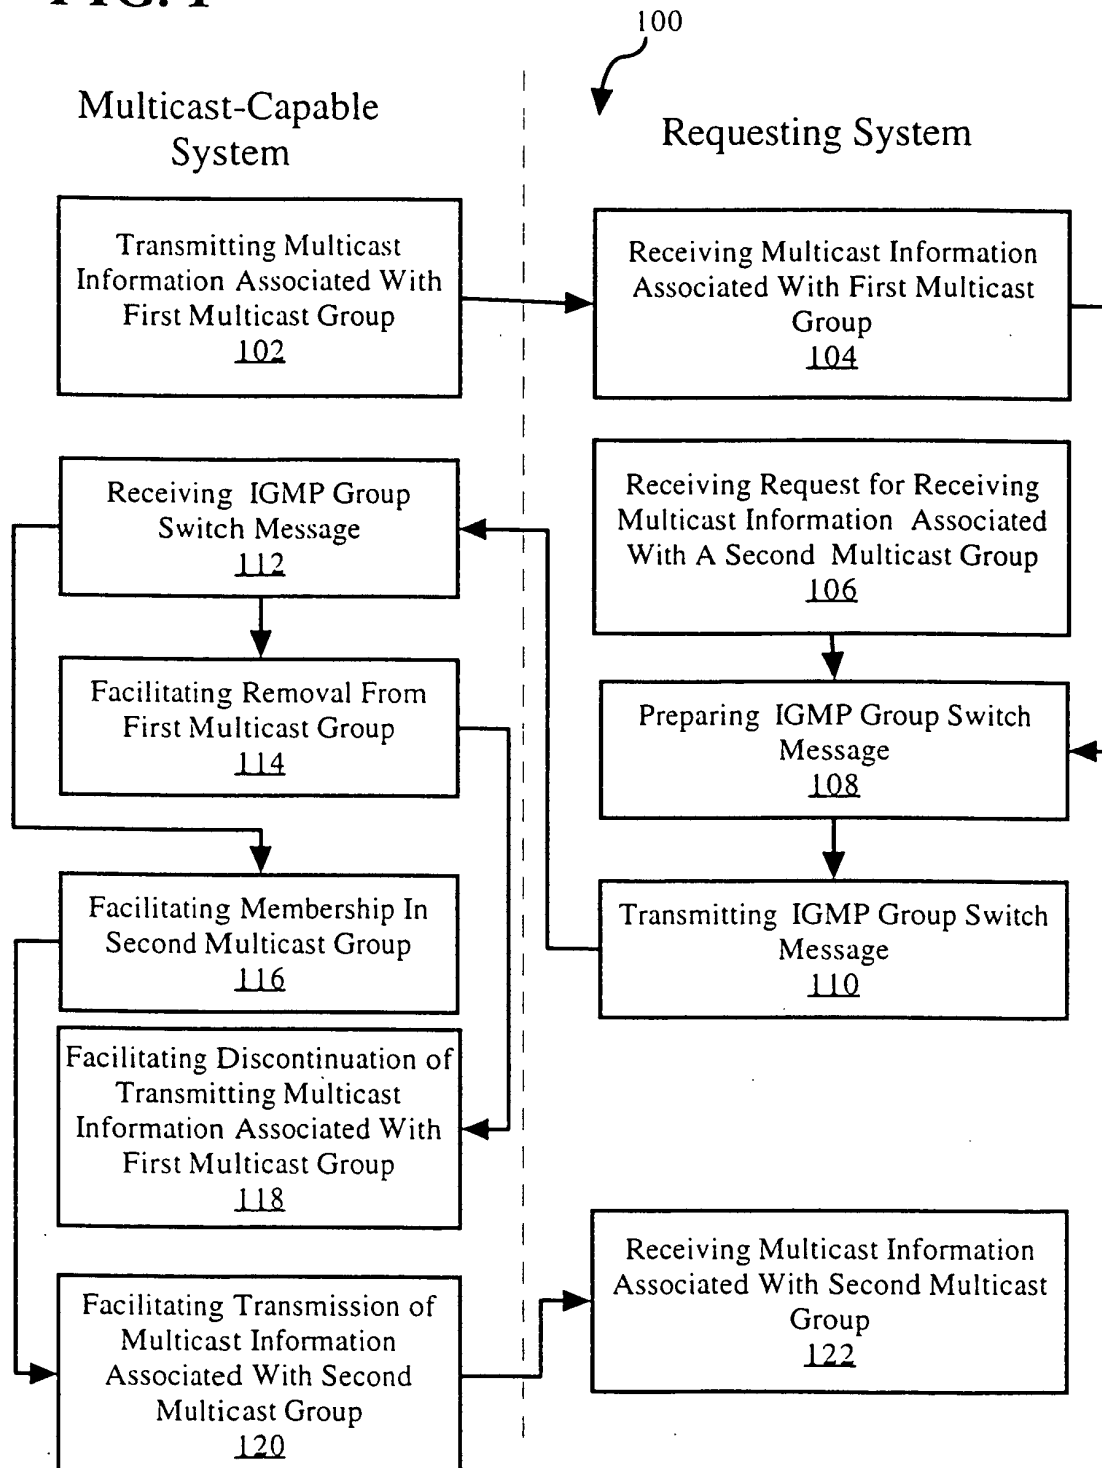 FIG. 1
100
Multicast-Capable
System
Requesting System
Transmitting Multicast
Information Associated With
First Multicast Group
102
Receiving Multicast Information
Associated With First Multicast
Group
104
Receiving IGMP Group
Switch Message
112
Receiving Request for Receiving
Multicast Information Associated
With A Second Multicast Group
106
Facilitating Removal From
First Multicast Group
114
Preparing IGMP Group Switch
Message
108
Facilitating Membership In
Second Multicast Group
116
Transmitting IGMP Group Switch
Message
110
Facilitating Discontinuation of
Transmitting Multicast
Information Associated With
First Multicast Group
118
Receiving Multicast Information
Associated With Second Multicast
Group
122
Facilitating Transmission of
Multicast Information
Associated With Second
Multicast Group
120